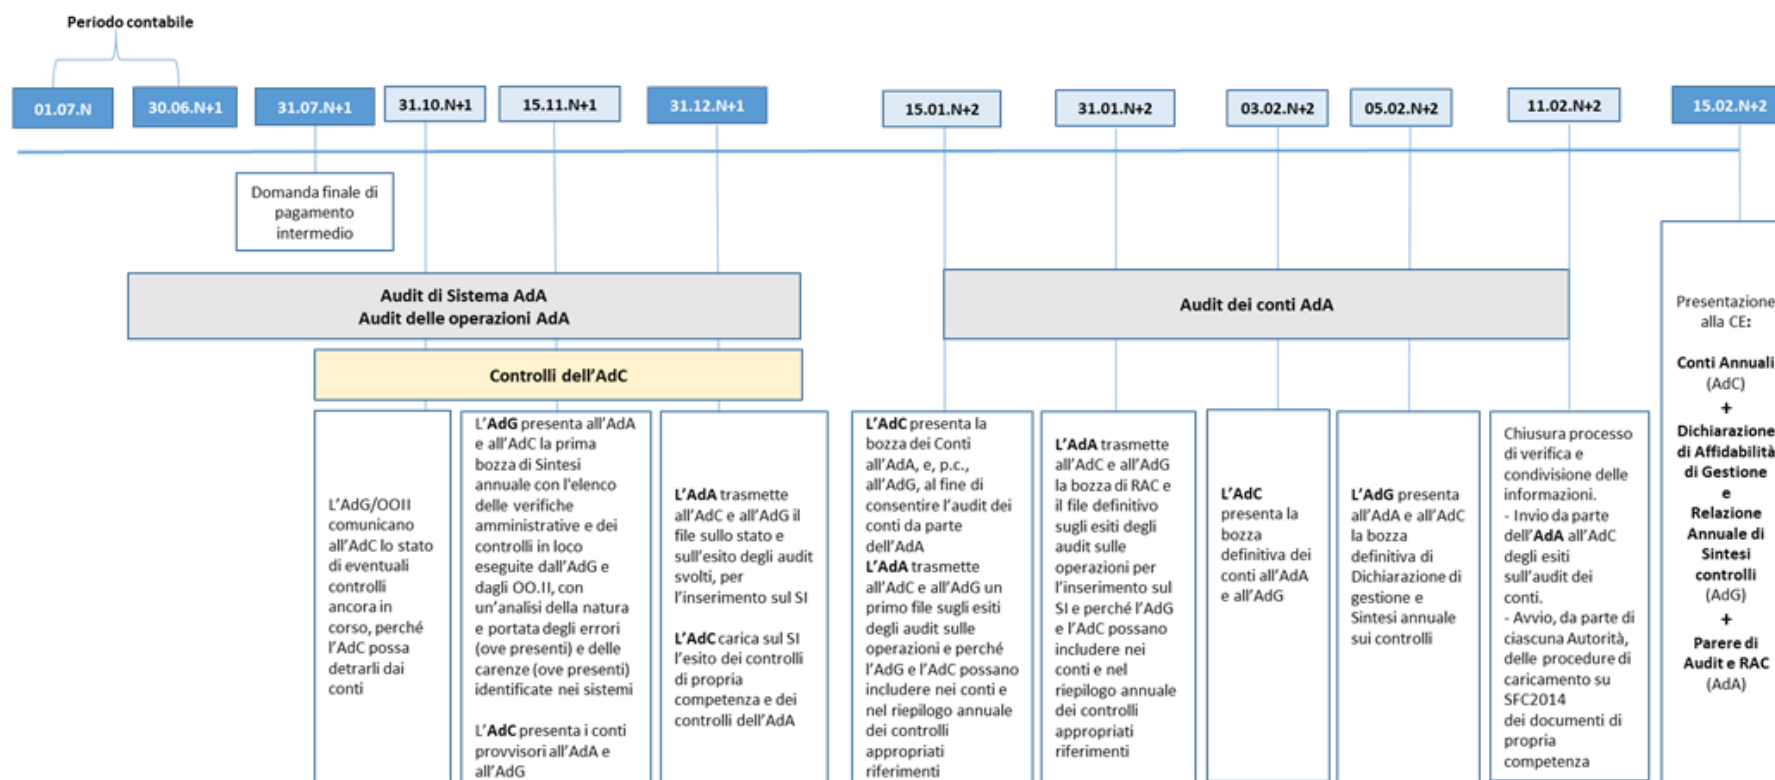 Periodo contabile
01.07.N
30.06.N+1
31.07.N+1
31.10.N+1
15.11.N+1
31.12.N+1
15.01.N+2
31.01.N+2
03.02.N+2
05.02.N+2
11.02.N+2
15.02.N+2
Domanda finale di
pagamento
intermedio
Audit di Sistema AdA
Audit delle operazioni AdA
Audit dei conti AdA
Controlli dell'AdC
L'AdG/OOII
comunicano
all'AdC lo stato
di eventuali
controlli
ancora in
corso, perché
l'AdC possa
detrarli dai
conti
L'AdG presenta all'AdA
e all'AdC la prima
bozza di Sintesi
annuale con l'elenco
delle verifiche
amministrative e dei
controlli in loco
eseguite dall'AdG e
dagli OO.II, con
un'analisi della natura
e portata degli errori
(ove presenti) e delle
carenze (ove presenti)
identificate nei sistemi
L'AdC presenta i conti
provvisori all'AdA e
all'AdG
L'AdA trasmette
all'AdC e all'AdG il
file sullo stato e
sull'esito degli audit
svolti, per
l'inserimento sul SI
L'AdC carica sul SI
l'esito dei controlli
di propria
competenza e dei
controlli dell'AdA
L'AdC presenta la
bozza dei Conti
all'AdA, e, p.c.,
all'AdG, al fine di
consentire l'audit dei
conti da parte
dell'AdA
L'AdA trasmette
all'AdC e all'AdG un
primo file sugli esiti
degli audit sulle
operazioni e perché
l'AdG e l'AdC possano
includere nei conti e
nel riepilogo annuale
dei controlli
appropriati
riferimenti
L'AdA trasmette
all'AdC e all'AdG
la bozza di RAC e
il file definitivo
sugli esiti degli
audit sulle
operazioni per
l'inserimento sul
SI e perché l'AdG
e l'AdC possano
includere nei
conti e nel
riepilogo annuale
dei controlli
appropriati
riferimenti
L'AdC
presenta la
bozza
definitiva dei
conti all'AdA
e all'AdG
L'AdG presenta
all'AdA e all'AdC
la bozza
definitiva di
Dichiarazione di
gestione e
Sintesi annuale
sui controlli
Chiusura processo
di verifica e
condivisione delle
informazioni.
- Invio da parte
dell'AdA all'AdC
degli esiti
sull'audit dei
conti.
- Avvio, da parte di
ciascuna Autorità,
delle procedure di
caricamento su
SFC2014
dei documenti di
propria
competenza
Presentazione
alla CE:
Conti Annuali
(AdC)
+
Dichiarazione
di Affidabilità
di Gestione
e
Relazione
Annuale di
Sintesi
controlli
(AdG)
+
Parere di
Audit e RAC
(AdA)